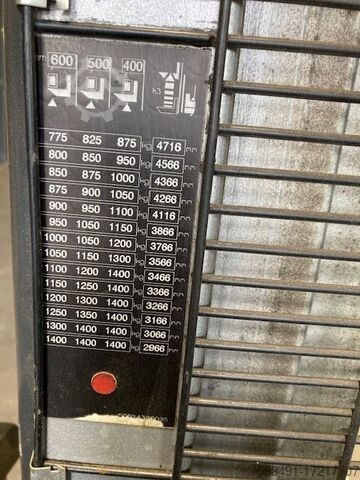 mm 600 500 400 h3
775 825 875 kg 4716 mm
800 850 950 kg 4566 mm
850 875 1000 kg 4366 mm
875 900 1050 kg 4266 mm
900 950 1100 kg 4116 mm
950 1050 1150 kg 3866 mm
1000 1050 1200 kg 3766 mm
1050 1150 1300 kg 3566 mm
1100 1200 1400 kg 3466 mm
1150 1250 1400 kg 3366 mm
1200 1300 1400 kg 3266 mm
1250 1350 1400 kg 3166 mm
1300 1400 1400 kg 3066 mm
1400 1400 1400 kg 2966 mm